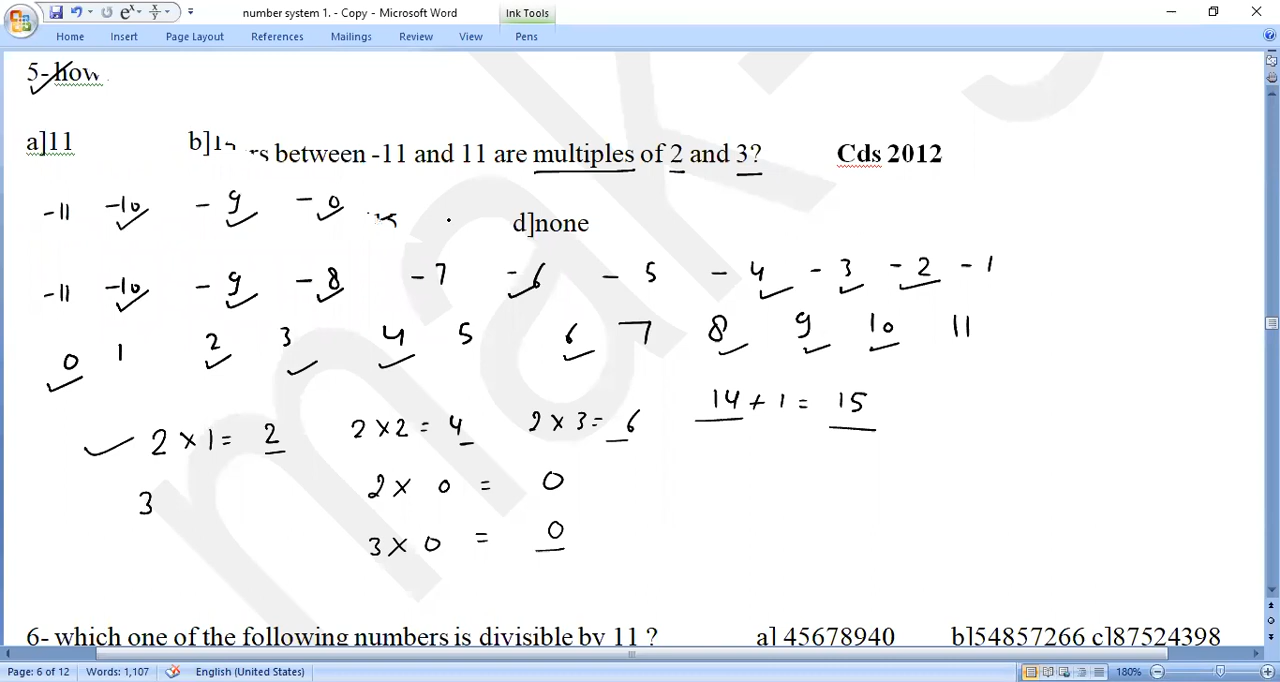 number system 1. - Copy - Microsoft Word
Ink Tools
Home Insert Page Layout References Mailings Review View Pens
5- how
a]11
between -11 and 11 are multiples of 2 and 3? Cds 2012
-11 -10 -9 -0
d]none
-11 -10 -9 -8 -7 -6 -5 -4 -3 -2 -1
0 1 2 3 4 5 6 7 8 9 10 11
14 + 1 = 15
2 × 1 = 2 2 × 2 = 4 2 × 3 = 6
2 × 0 = 0
3
3 × 0 = 0
6- which one of the following numbers is divisible by 11 ? a] 45678940 b]54857266 c]87524398
Page: 6 of 12 Words: 1,107 English (United States) 180%